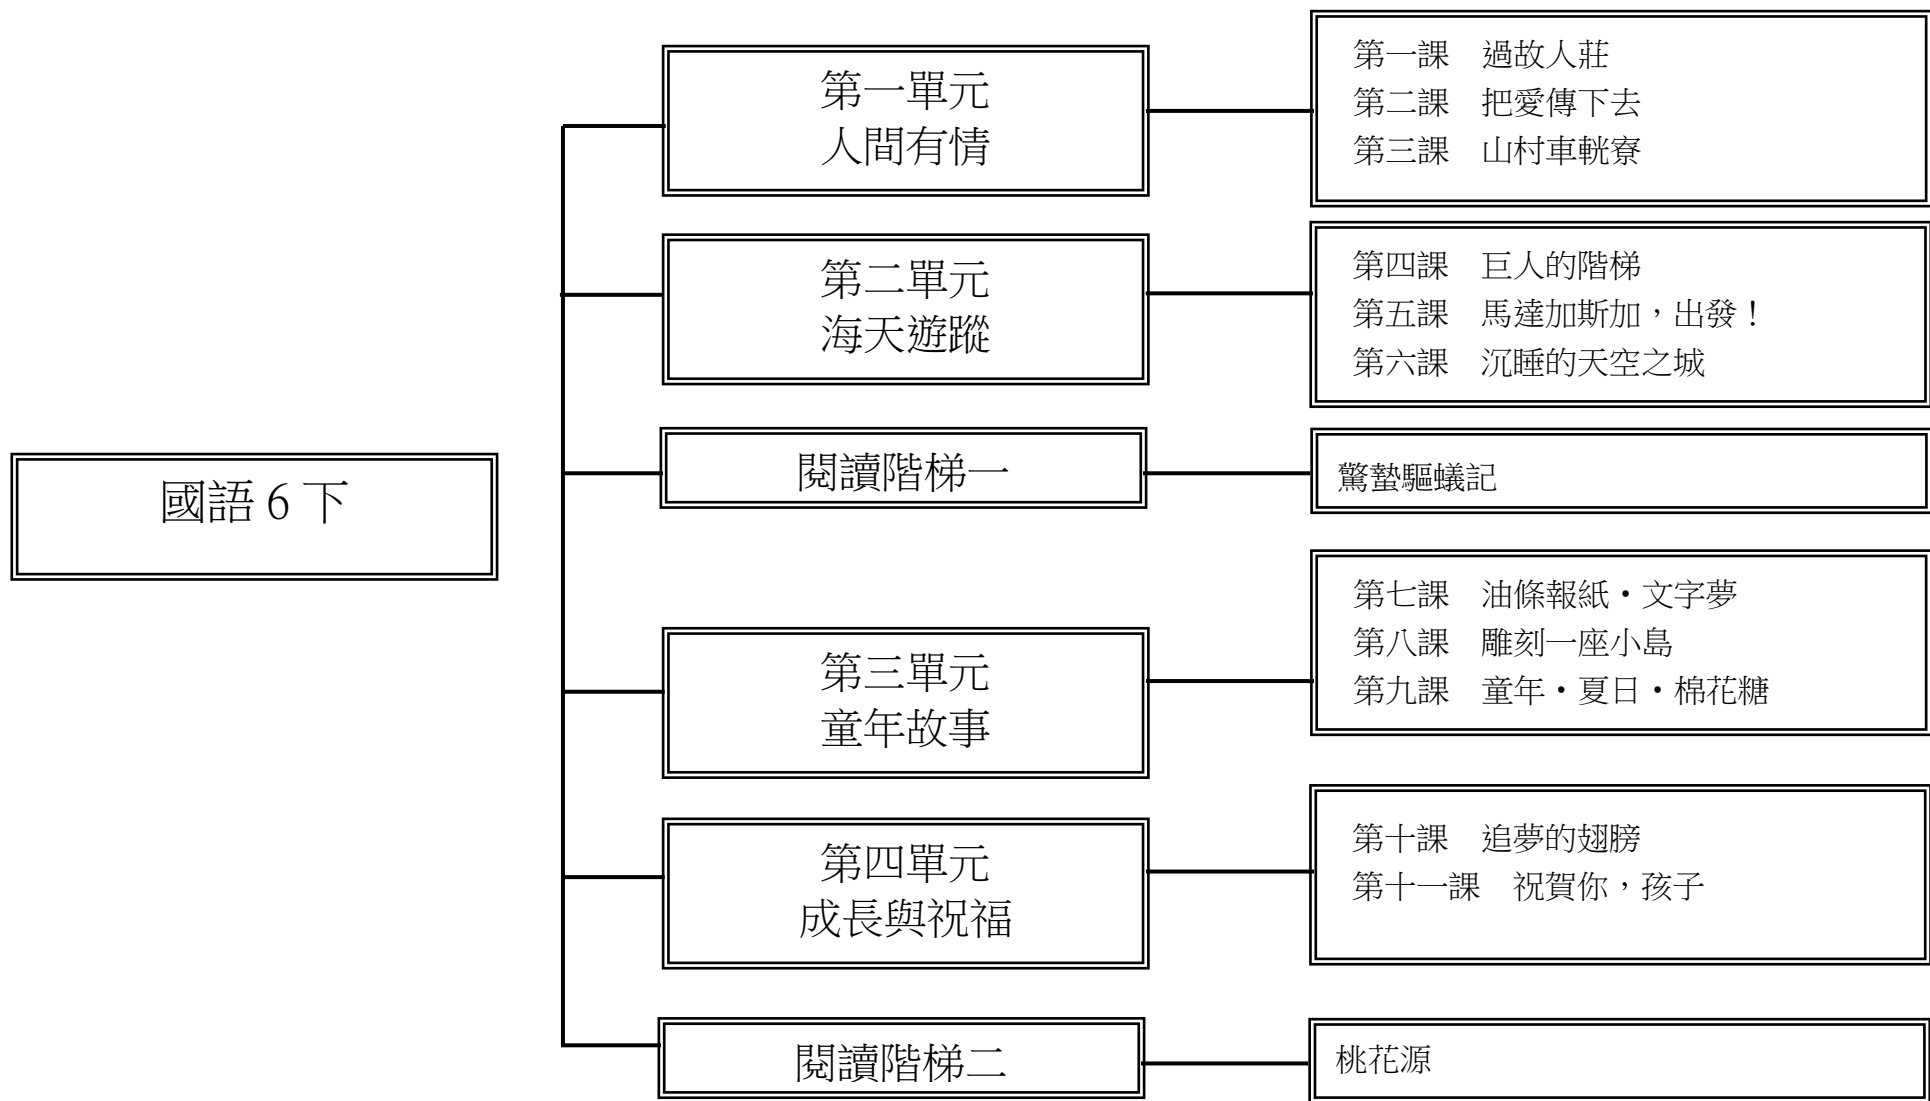 國語 6 下
第一單元
人間有情
第一課　過故人莊
第二課　把愛傳下去
第三課　山村車輄寮
第二單元
海天遊蹤
第四課　巨人的階梯
第五課　馬達加斯加，出發！
第六課　沉睡的天空之城
閱讀階梯一
驚蟄驅蟻記
第三單元
童年故事
第七課　油條報紙・文字夢
第八課　雕刻一座小島
第九課　童年・夏日・棉花糖
第四單元
成長與祝福
第十課　追夢的翅膀
第十一課　祝賀你，孩子
閱讀階梯二
桃花源